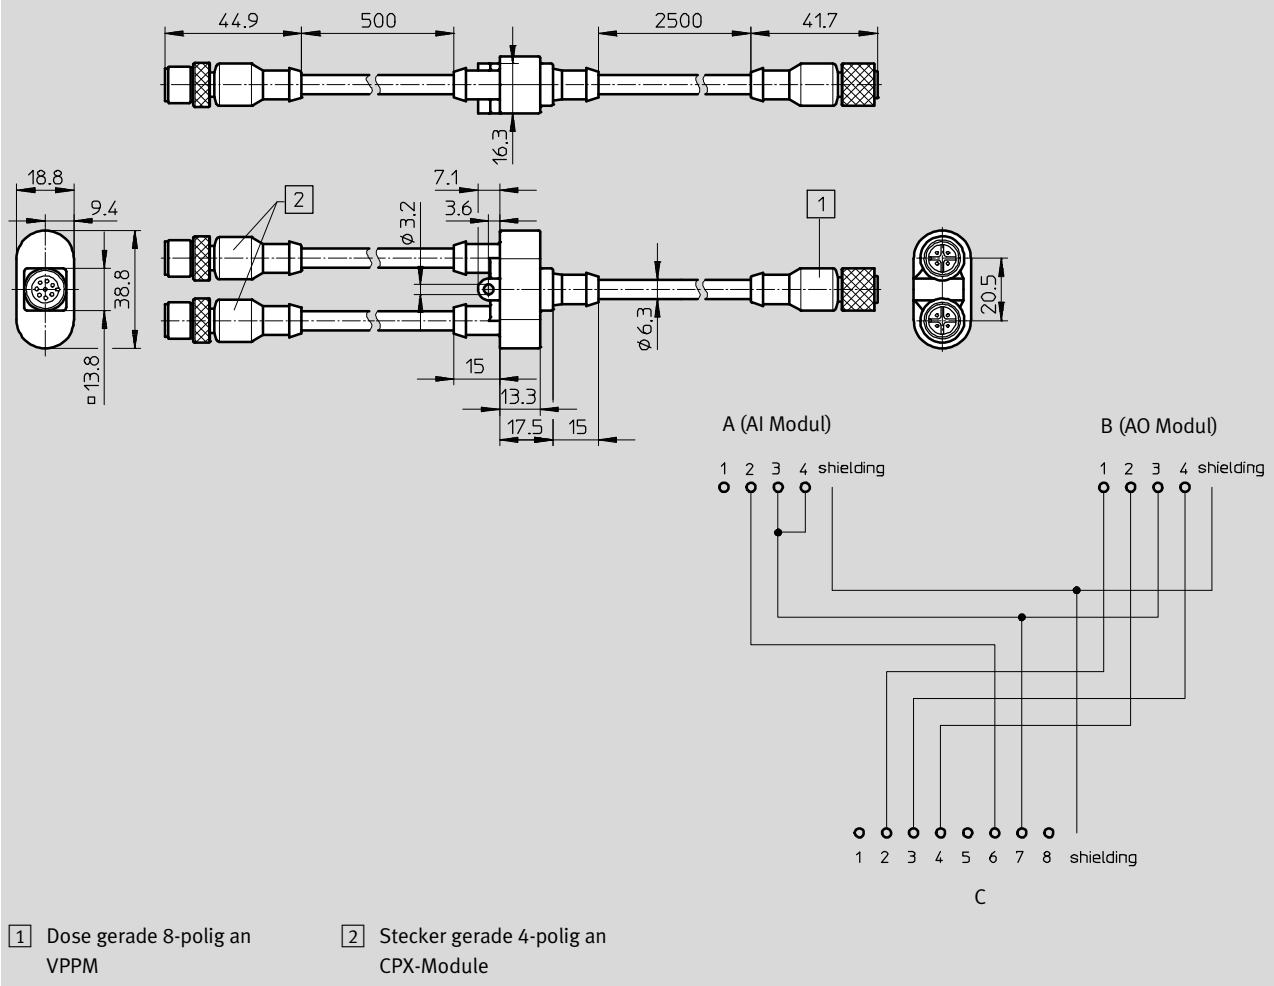 44.9 500 2500 41.7
16.3
18.8 7.1
9.4 2 3.6 ϕ 3.2 1
38.8 20.5
ϕ 6.3
□ 13.8 15
13.3
17.5 15
A (AI Modul) B (AO Modul)
1 2 3 4 shielding 1 2 3 4 shielding
1 2 3 4 5 6 7 8 shielding
C
1 Dose gerade 8-polig an
VPPM
2 Stecker gerade 4-polig an
CPX-Module